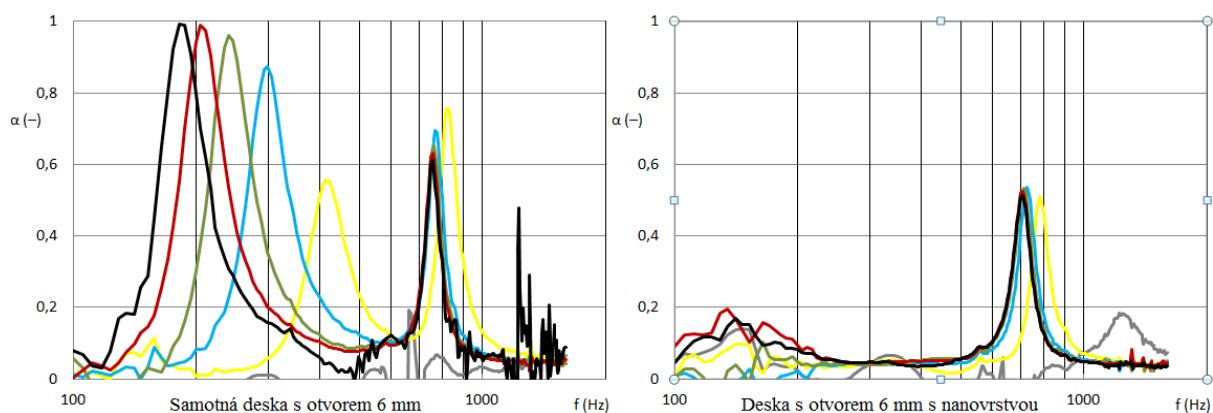 1
0,8
α (−)
0,6
0,4
0,2
0
100
Samotná deska s otvorem 6 mm
1000
f (Hz)
1
0,8
α (−)
0,6
0,4
0,2
0
100
Deska s otvorem 6 mm s nanovrstvou
1000
f (Hz)